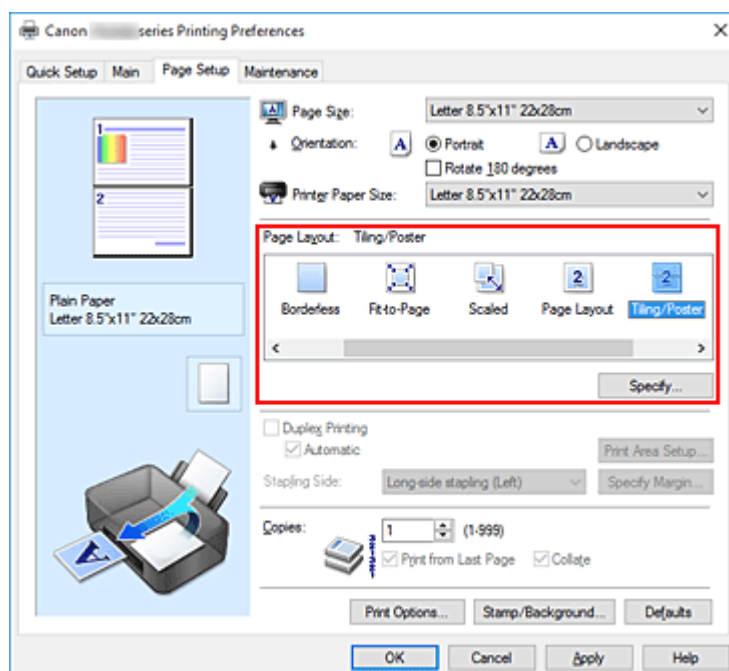 Canon series Printing Preferences
Quick Setup Main Page Setup Maintenance
1
2
Plain Paper
Letter 8.5"x11" 22x28cm
Page Size: Letter 8.5"x11" 22x28cm
Orientation: A Portrait A Landscape
Rotate 180 degrees
Printer Paper Size: Letter 8.5"x11" 22x28cm
Page Layout: Tiling/Poster
2 2
Borderless Fit-to-Page Scaled Page Layout Tiling/Poster
Specify...
Duplex Printing
Automatic Print Area Setup...
Stapling Side: Long-side stapling (Left) Specify Margin...
Copies: 1 (1-999)
Print from Last Page Collate
A
Print Options... Stamp/Background... Defaults
OK Cancel Apply Help